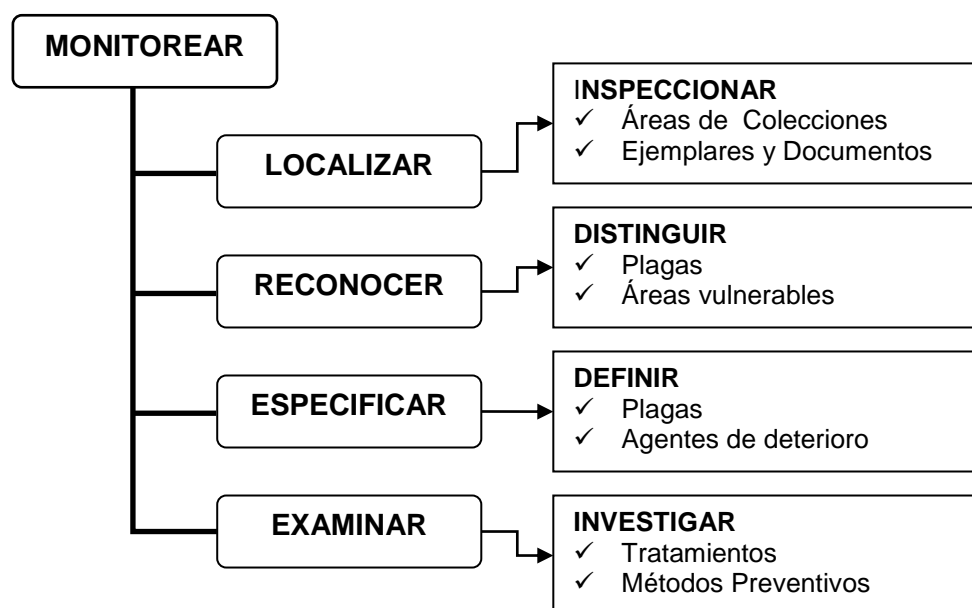 MONITOREAR
LOCALIZAR
INSPECCIONAR
✓ Áreas de Colecciones
✓ Ejemplares y Documentos
RECONOCER
DISTINGUIR
✓ Plagas
✓ Áreas vulnerables
ESPECIFICAR
DEFINIR
✓ Plagas
✓ Agentes de deterioro
EXAMINAR
INVESTIGAR
✓ Tratamientos
✓ Métodos Preventivos